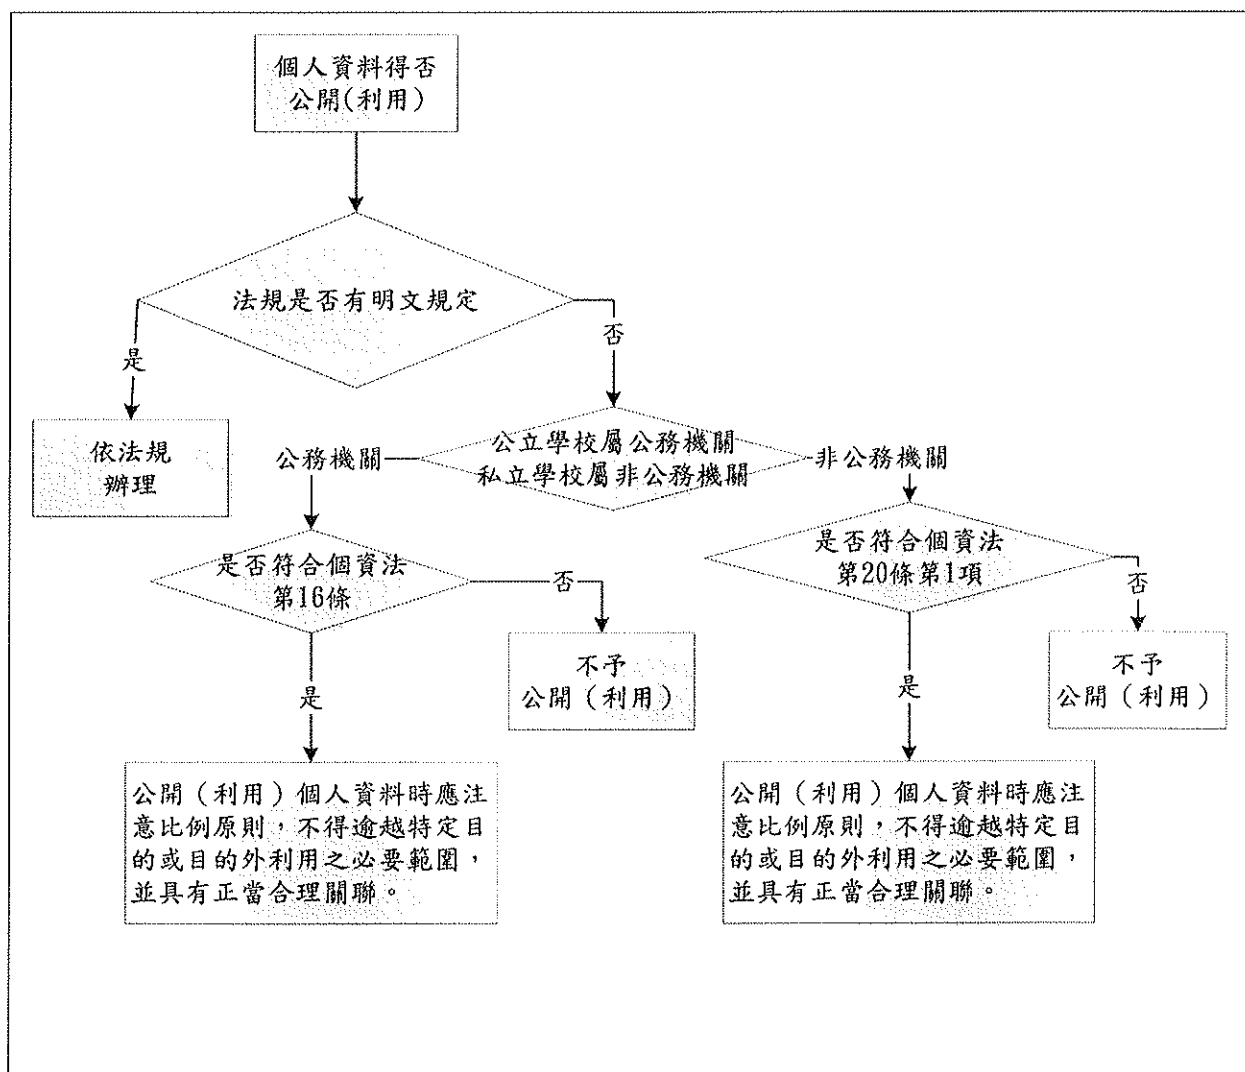 個人資料得否
公開(利用)
法規是否有明文規定
是
否
依法規
辦理
公立學校屬公務機關
私立學校屬非公務機關
公務機關
非公務機關
是否符合個資法
第16條
否
是
不予
公開（利用）
是否符合個資法
第20條第1項
否
是
不予
公開（利用）
公開（利用）個人資料時應注
意比例原則，不得逾越特定目
的或目的外利用之必要範圍，
並具有正當合理關聯。
公開（利用）個人資料時應注
意比例原則，不得逾越特定目
的或目的外利用之必要範圍，
並具有正當合理關聯。